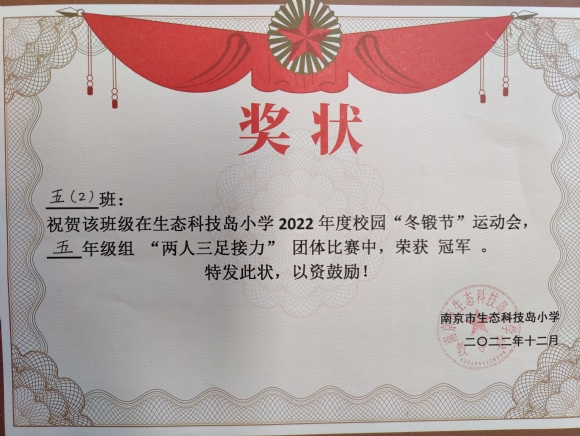 奖状
五（2）班：
祝贺该班级在生态科技岛小学 2022 年度校园“冬锻节”运动会，
五 年级组 “两人三足接力” 团体比赛中，荣获 冠军 。
特发此状，以资鼓励！
南京市生态科技岛小学
二〇二二年十二月